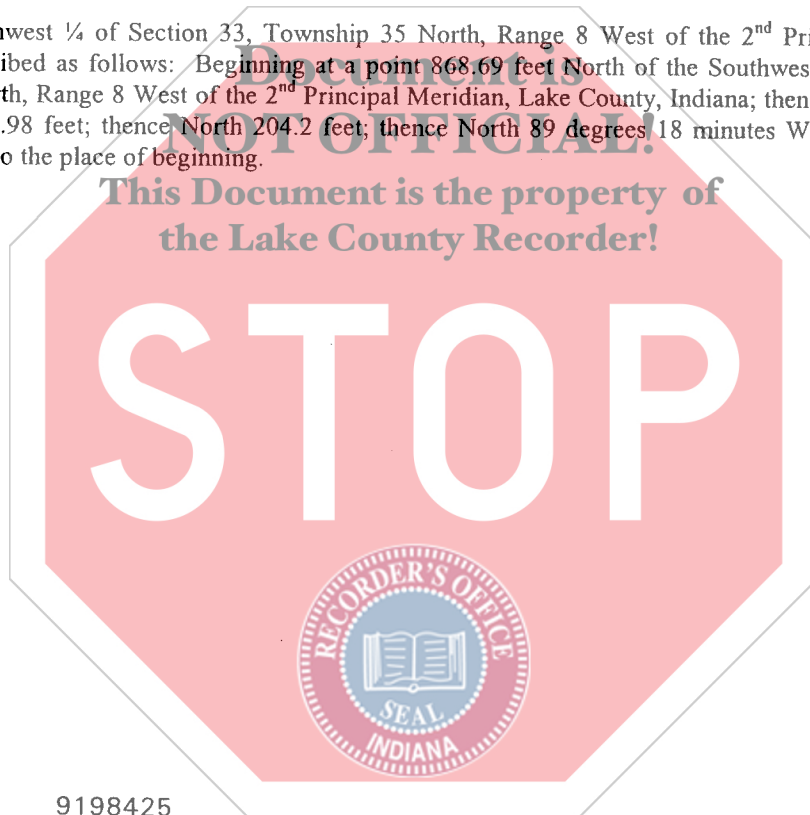 nwest ¼ of Section 33, Township 35 North, Range 8 West of the 2nd Pri
ibed as follows: Beginning at a point 868.69 feet North of the Southwes
Document is
th, Range 8 West of the 2nd Principal Meridian, Lake County, Indiana; then
.98 feet; thence North 204.2 feet; thence North 89 degrees 18 minutes W
NOT OFFICIAL!
o the place of beginning.
This Document is the property of
the Lake County Recorder!
STOP
RECORDER'S OFFICE
SEAL
INDIANA
9198425